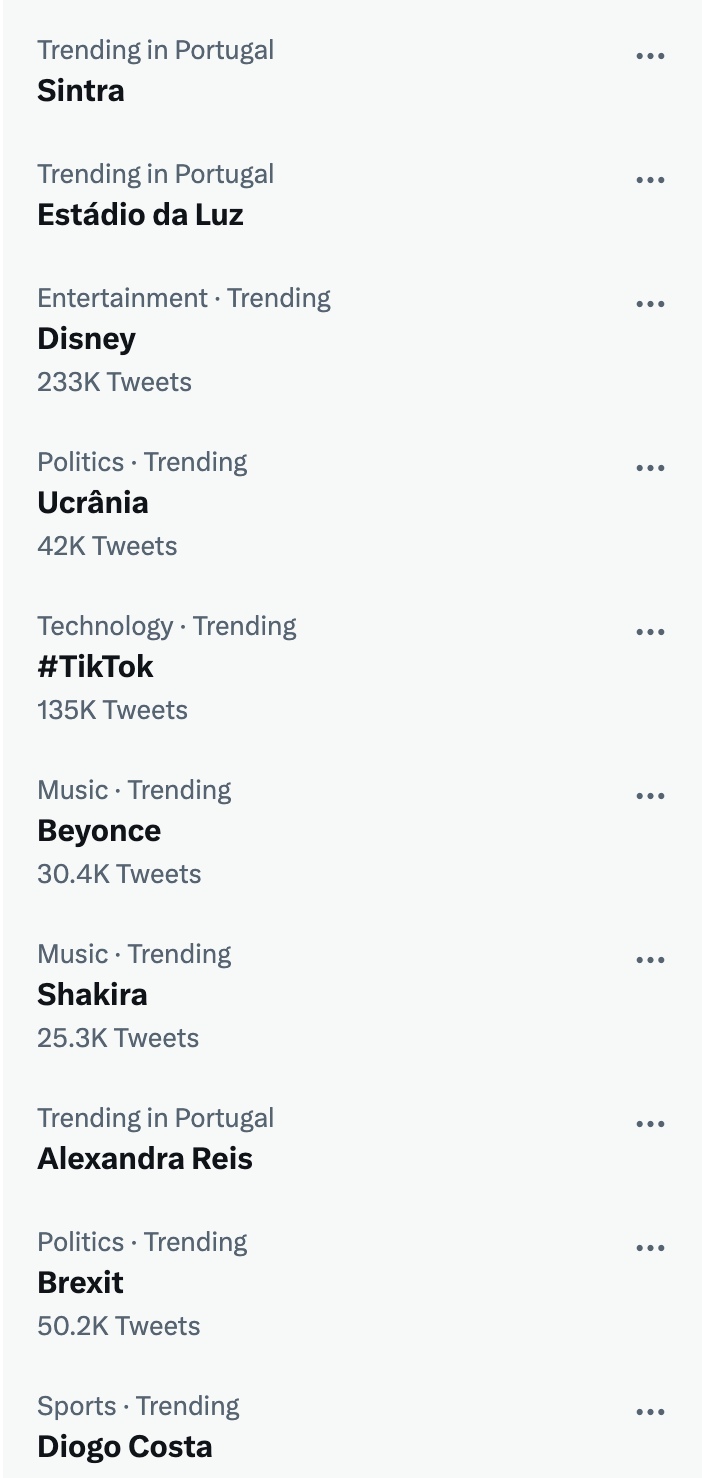 Trending in Portugal
Sintra
Trending in Portugal
Estádio da Luz
Entertainment · Trending
Disney
233K Tweets
Politics · Trending
Ucrânia
42K Tweets
Technology · Trending
#TikTok
135K Tweets
Music · Trending
Beyonce
30.4K Tweets
Music · Trending
Shakira
25.3K Tweets
Trending in Portugal
Alexandra Reis
Politics · Trending
Brexit
50.2K Tweets
Sports · Trending
Diogo Costa